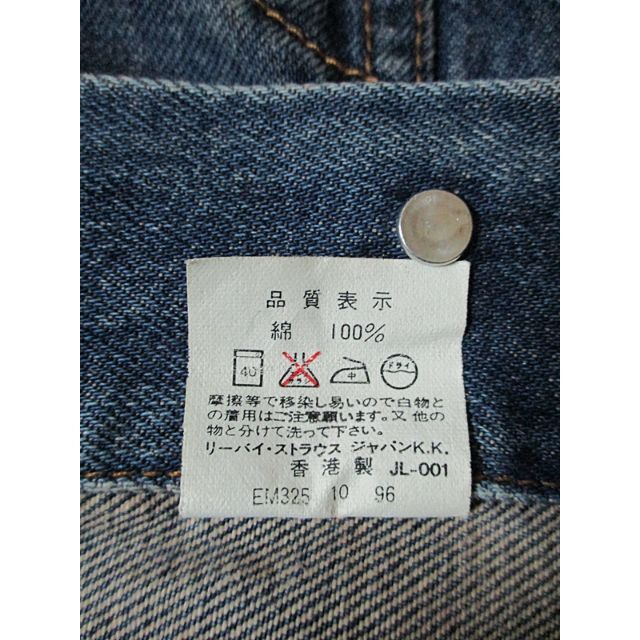 品質表示
綿 100%
40 中 ドライ
摩擦等で移染し易いので白物と
の着用はご注意願います。又他の
物と分けて洗って下さい。
リーバイ・ストラウス ジャパンK.K.
香港製 JL-001
EM325 10 96